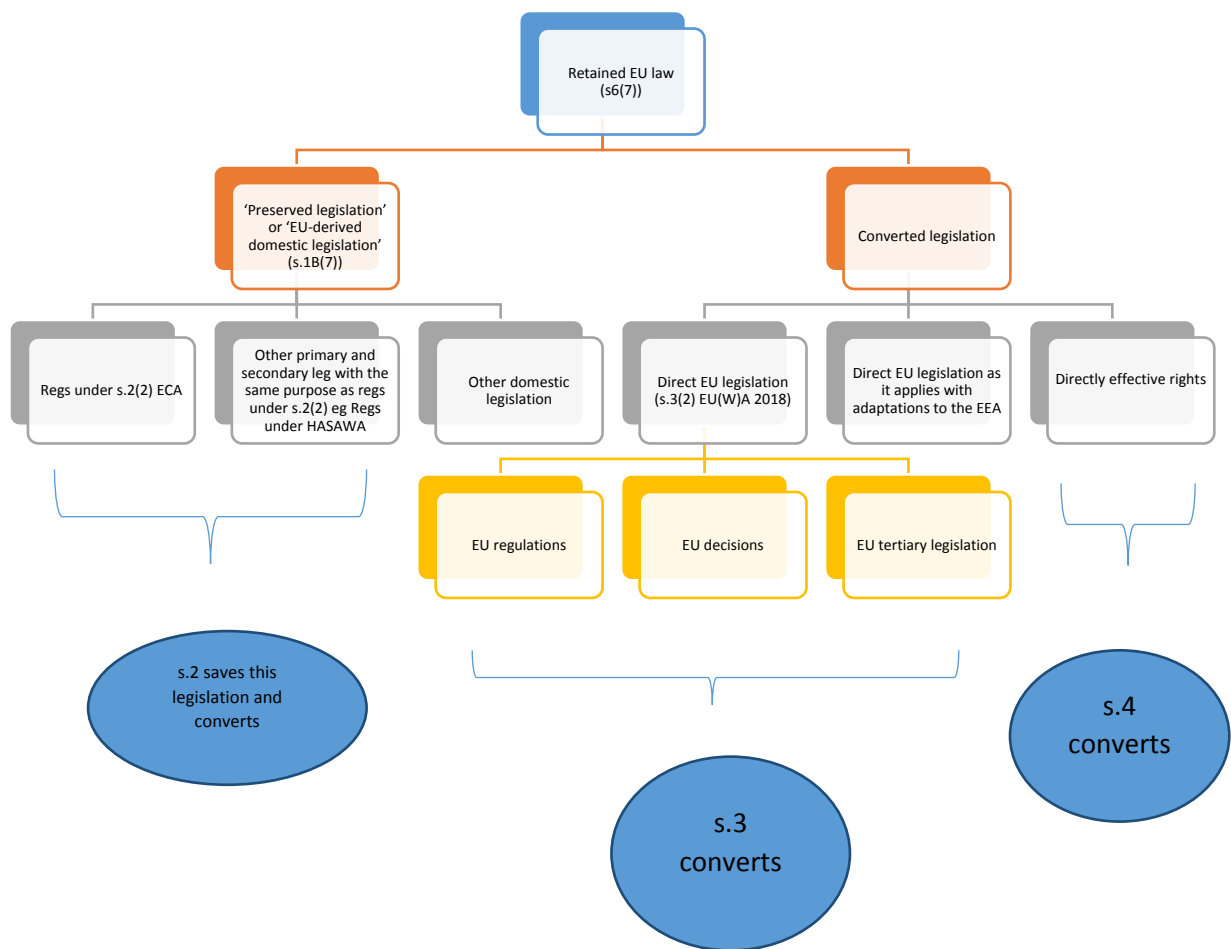 Retained EU law
(s6(7))
‘Preserved legislation’
or ‘EU-derived
domestic legislation’
(s.1B(7))
Converted legislation
Regs under s.2(2) ECA
Other primary and
secondary leg with the
same purpose as regs
under s.2(2) eg Regs
under HASAWA
Other domestic
legislation
Direct EU legislation
(s.3(2) EU(W)A 2018)
Direct EU legislation as
it applies with
adaptations to the EEA
Directly effective rights
EU regulations
EU decisions
EU tertiary legislation
s.2 saves this
legislation and
converts
s.3
converts
s.4
converts